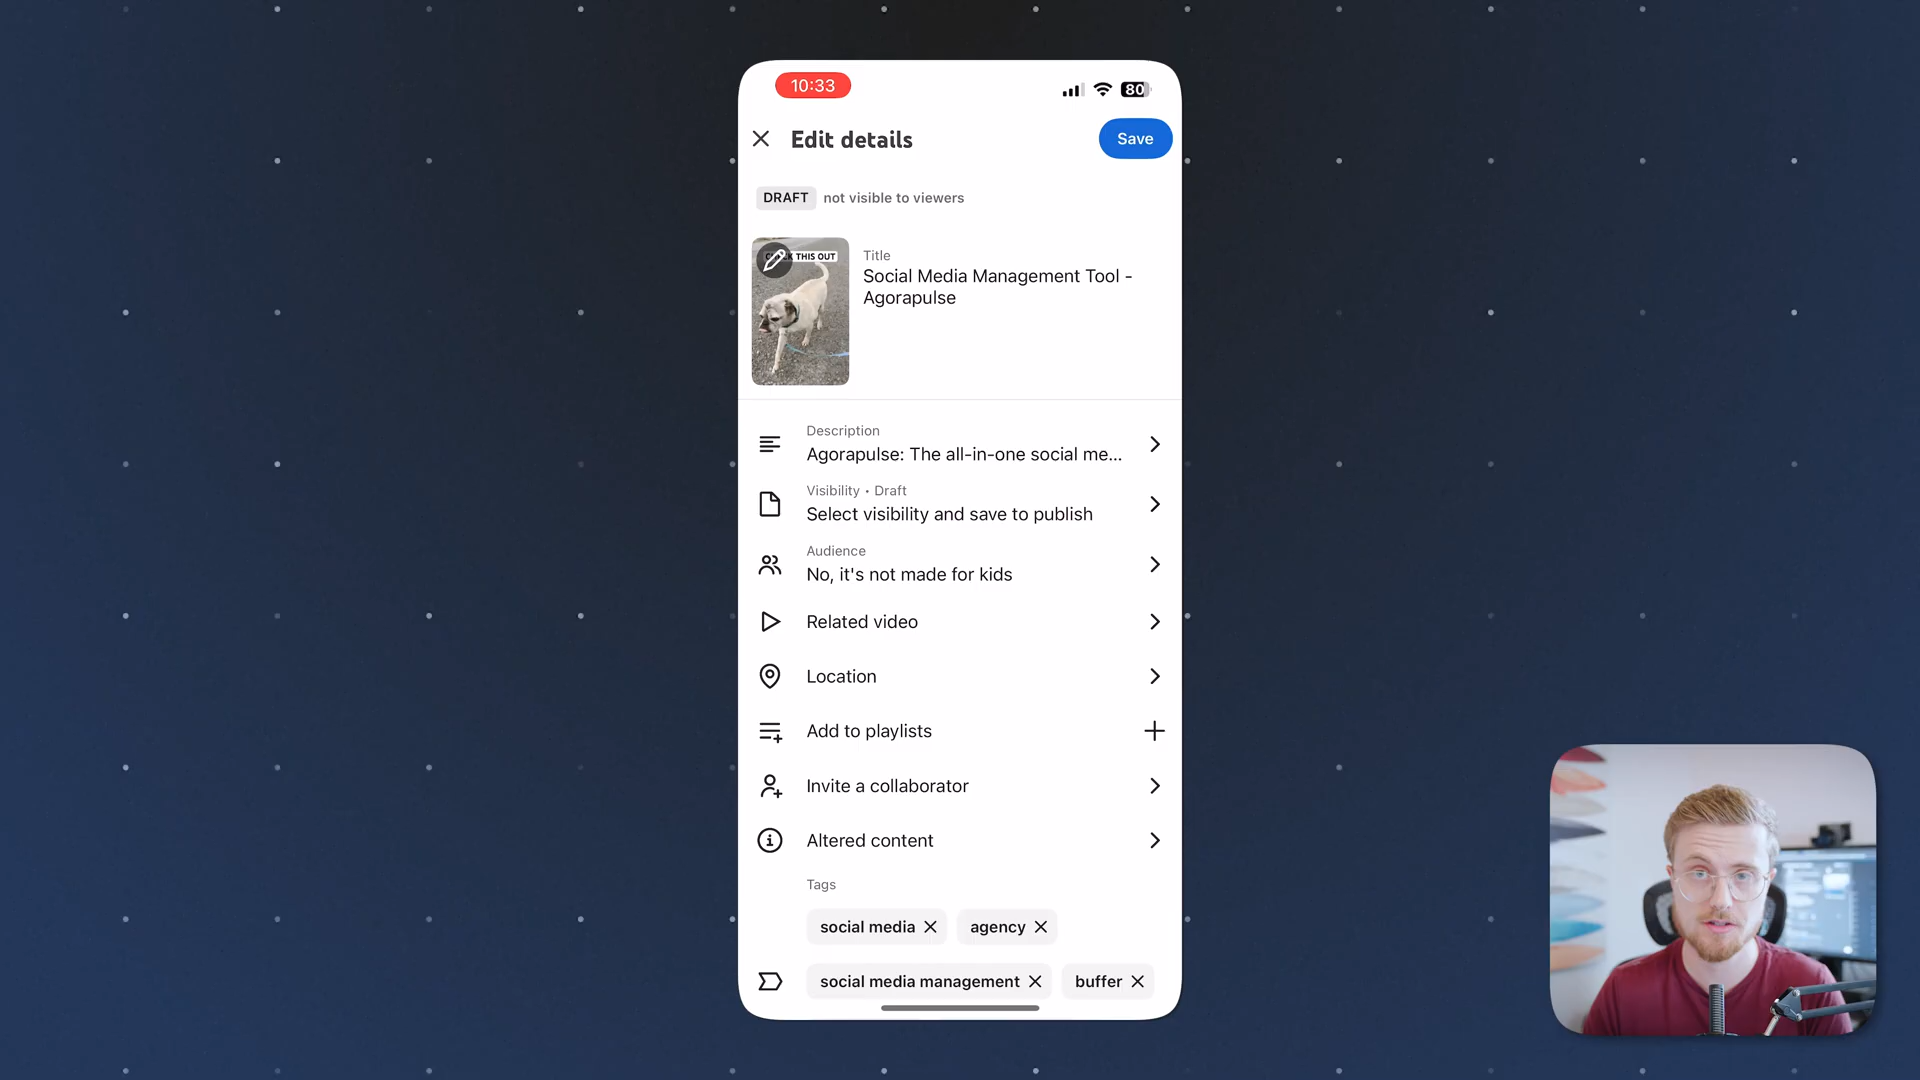 10:33
80
Edit details
Save
DRAFT not visible to viewers
THIS OUT
Title
Social Media Management Tool -
Agorapulse
Description
Agorapulse: The all-in-one social me...
Visibility • Draft
Select visibility and save to publish
Audience
No, it's not made for kids
Related video
Location
Add to playlists
Invite a collaborator
Altered content
Tags
social media
agency
social media management
buffer